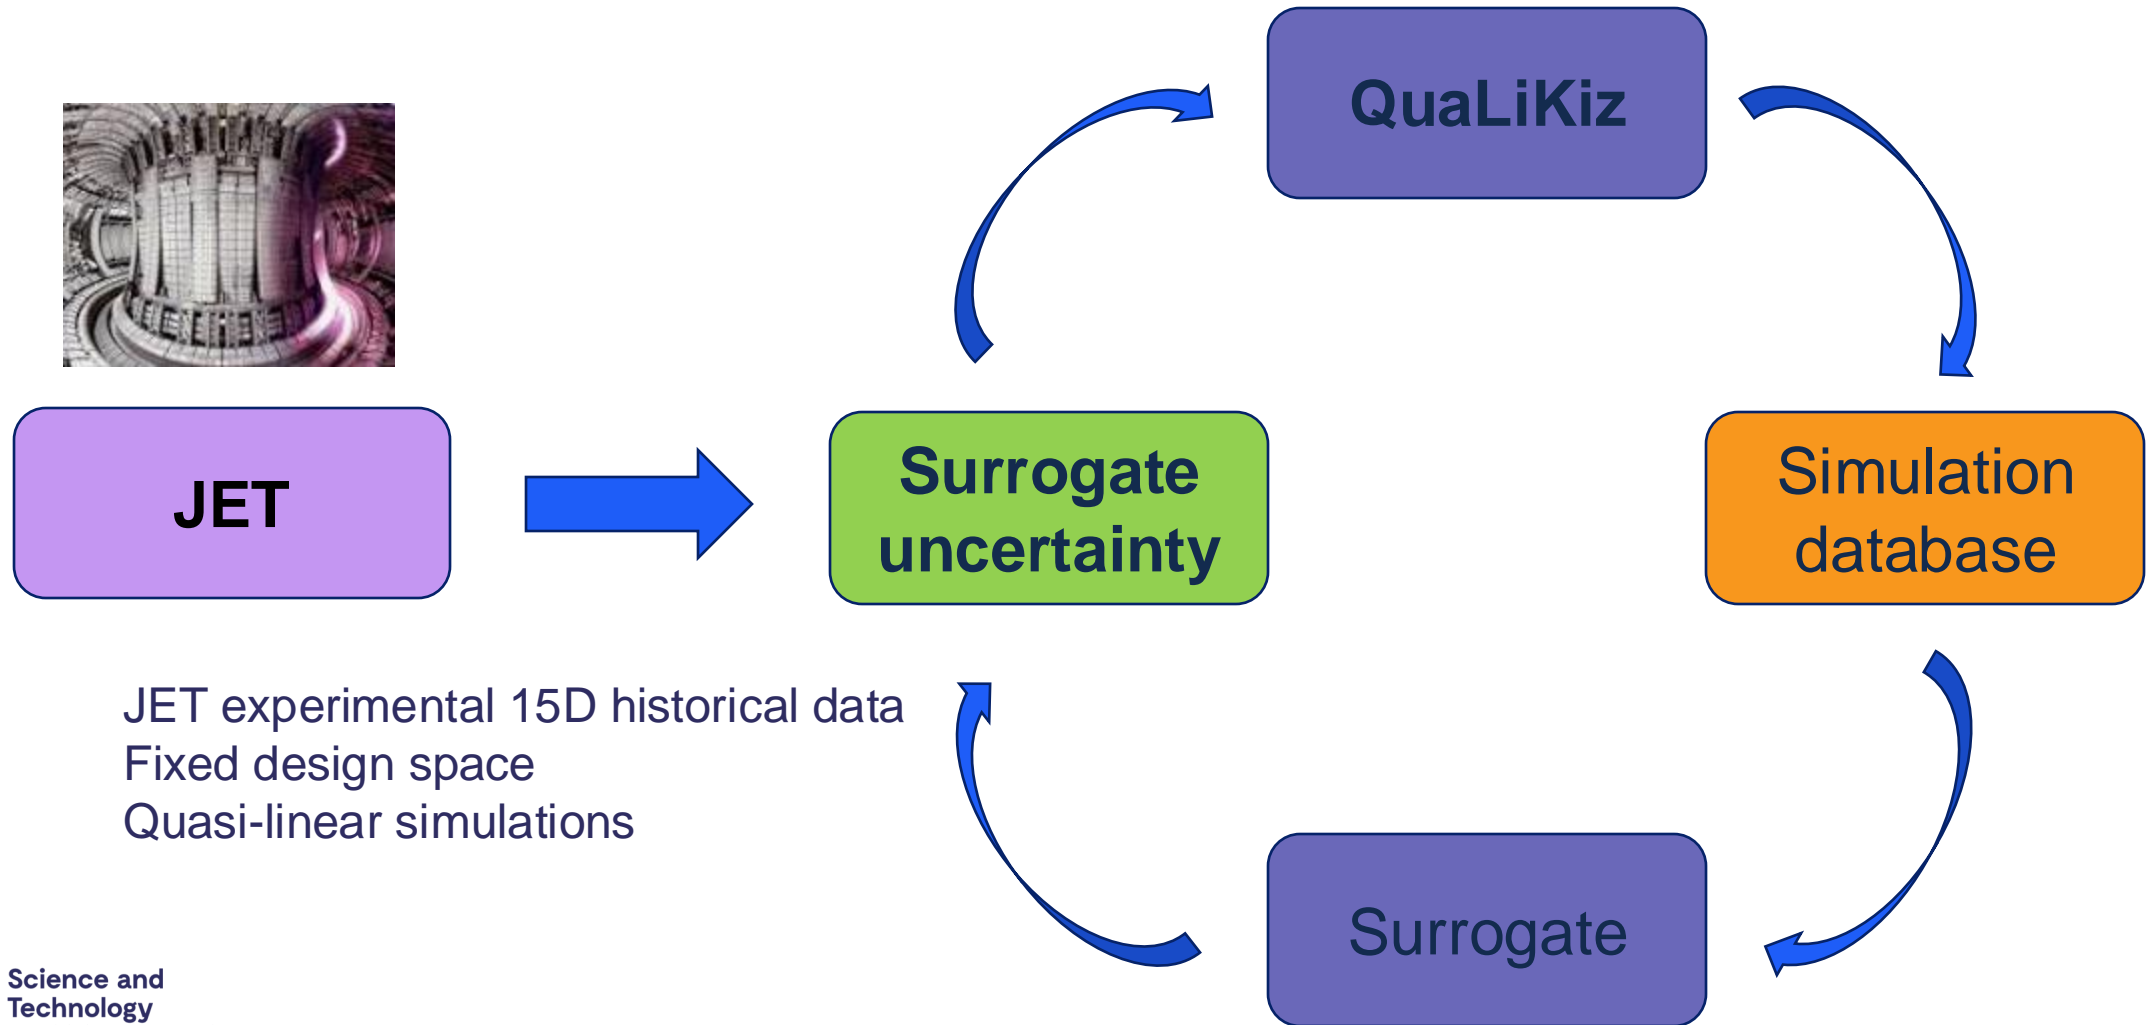 QuaLiKiz
JET
Surrogate
uncertainty
Simulation
database
JET experimental 15D historical data
Fixed design space
Quasi-linear simulations
Surrogate
Science and
Technology